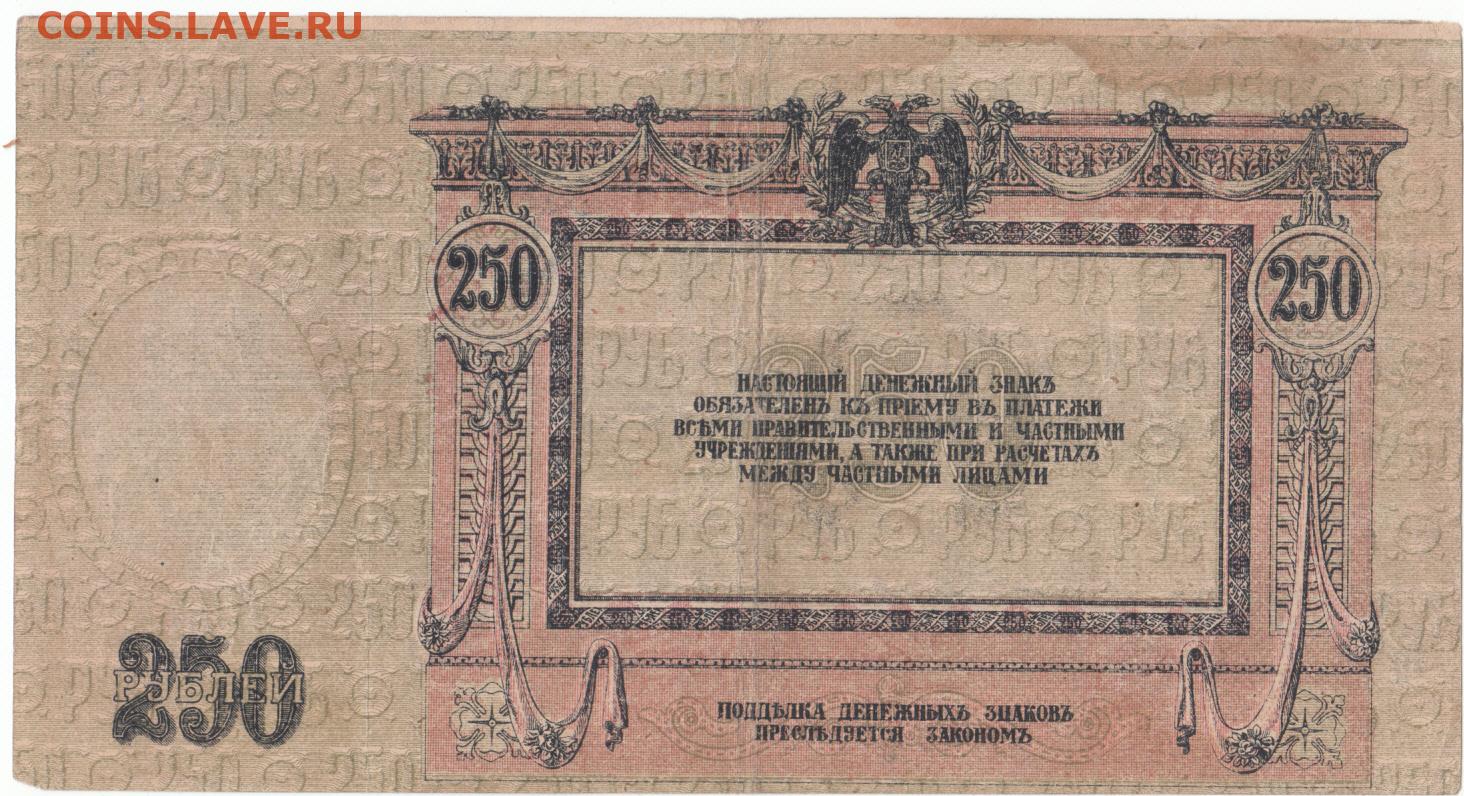 COINS.LAVE.RU
250
250
НАСТОЯЩІЙ ДЕНЕЖНЫЙ ЗНАКЪ
ОБЯЗАТЕЛЕНЪ КЪ ПРІЕМУ ВЪ ПЛАТЕЖИ
ВСѢМИ ПРАВИТЕЛЬСТВЕННЫМИ И ЧАСТНЫМИ
УЧРЕЖДЕНІЯМИ, А ТАКЖЕ ПРИ РАСЧЕТАХЪ
МЕЖДУ ЧАСТНЫМИ ЛИЦАМИ
250
250
РУБЛЕЙ
ПОДДѢЛКА ДЕНЕЖНЫХЪ ЗНАКОВЪ
ПРЕСЛѢДУЕТСЯ ЗАКОНОМЪ